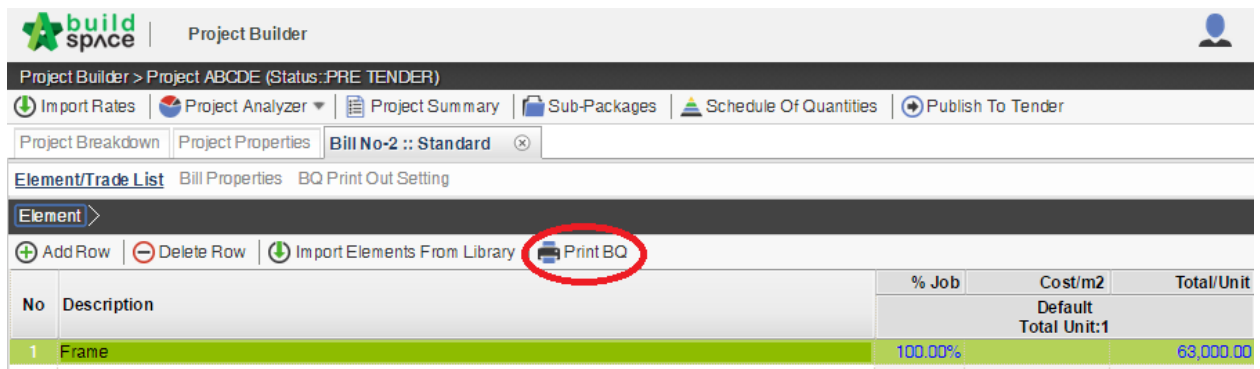 build
space
Project Builder
Project Builder > Project ABCDE (Status::PRE TENDER)
Import Rates Project Analyzer Project Summary Sub-Packages Schedule Of Quantities Publish To Tender
Project Breakdown Project Properties Bill No-2 :: Standard
Element/Trade List Bill Properties BQ Print Out Setting
Element
Add Row Delete Row Import Elements From Library Print BQ
No Description % Job Cost/m2 Total/Unit
Default
Total Unit:1
1 Frame 100.00% 63,000.00